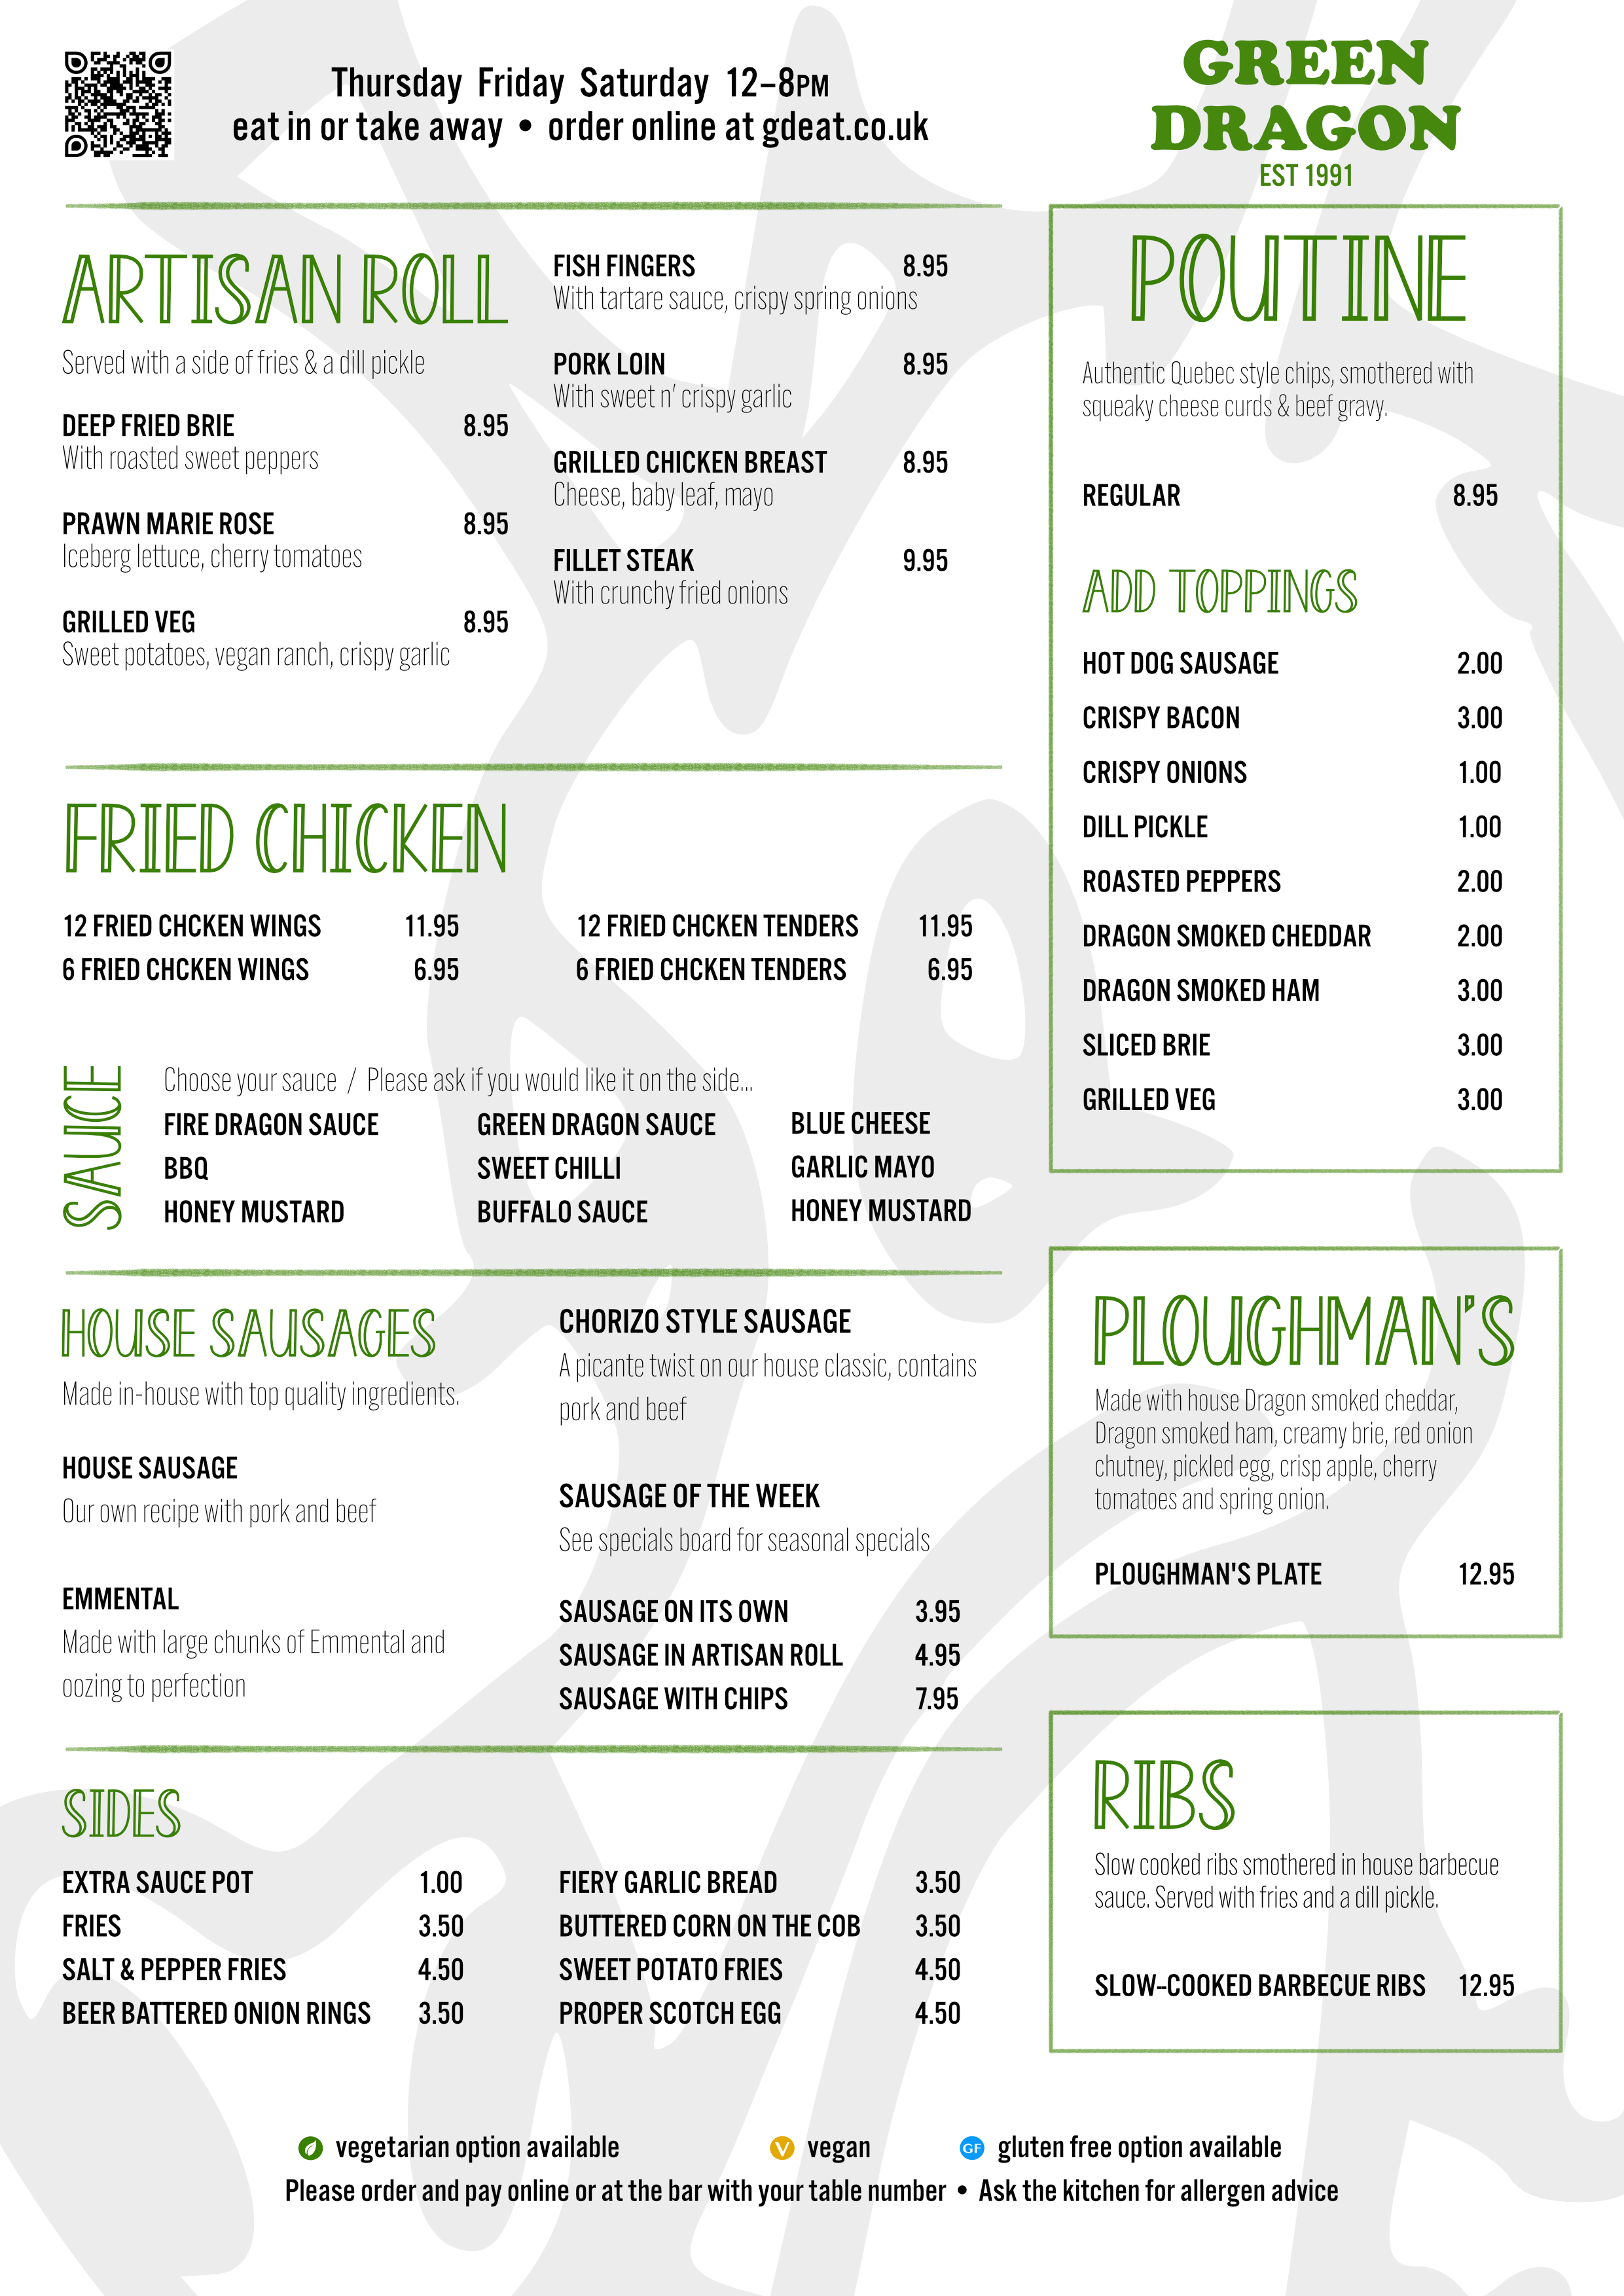 Thursday Friday Saturday 12–8PM
eat in or take away • order online at gdeat.co.uk
GREEN
DRAGON
EST 1991
ARTISAN ROLL
Served with a side of fries & a dill pickle
DEEP FRIED BRIE 8.95
With roasted sweet peppers
PRAWN MARIE ROSE 8.95
Iceberg lettuce, cherry tomatoes
GRILLED VEG 8.95
Sweet potatoes, vegan ranch, crispy garlic
FISH FINGERS 8.95
With tartare sauce, crispy spring onions
PORK LOIN 8.95
With sweet n' crispy garlic
GRILLED CHICKEN BREAST 8.95
Cheese, baby leaf, mayo
FILLET STEAK 9.95
With crunchy fried onions
FRIED CHICKEN
12 FRIED CHCKEN WINGS 11.95
6 FRIED CHCKEN WINGS 6.95
12 FRIED CHCKEN TENDERS 11.95
6 FRIED CHCKEN TENDERS 6.95
SAUCE
Choose your sauce / Please ask if you would like it on the side...
FIRE DRAGON SAUCE
BBQ
HONEY MUSTARD
GREEN DRAGON SAUCE
SWEET CHILLI
BUFFALO SAUCE
BLUE CHEESE
GARLIC MAYO
HONEY MUSTARD
HOUSE SAUSAGES
Made in-house with top quality ingredients.
HOUSE SAUSAGE
Our own recipe with pork and beef
EMMENTAL
Made with large chunks of Emmental and
oozing to perfection
CHORIZO STYLE SAUSAGE
A picante twist on our house classic, contains
pork and beef
SAUSAGE OF THE WEEK
See specials board for seasonal specials
SAUSAGE ON ITS OWN 3.95
SAUSAGE IN ARTISAN ROLL 4.95
SAUSAGE WITH CHIPS 7.95
SIDES
EXTRA SAUCE POT 1.00
FRIES 3.50
SALT & PEPPER FRIES 4.50
BEER BATTERED ONION RINGS 3.50
FIERY GARLIC BREAD 3.50
BUTTERED CORN ON THE COB 3.50
SWEET POTATO FRIES 4.50
PROPER SCOTCH EGG 4.50
POUTINE
Authentic Quebec style chips, smothered with
squeaky cheese curds & beef gravy.
REGULAR 8.95
ADD TOPPINGS
HOT DOG SAUSAGE 2.00
CRISPY BACON 3.00
CRISPY ONIONS 1.00
DILL PICKLE 1.00
ROASTED PEPPERS 2.00
DRAGON SMOKED CHEDDAR 2.00
DRAGON SMOKED HAM 3.00
SLICED BRIE 3.00
GRILLED VEG 3.00
PLOUGHMAN'S
Made with house Dragon smoked cheddar,
Dragon smoked ham, creamy brie, red onion
chutney, pickled egg, crisp apple, cherry
tomatoes and spring onion.
PLOUGHMAN'S PLATE 12.95
RIBS
Slow cooked ribs smothered in house barbecue
sauce. Served with fries and a dill pickle.
SLOW-COOKED BARBECUE RIBS 12.95
vegetarian option available
V vegan
GF gluten free option available
Please order and pay online or at the bar with your table number • Ask the kitchen for allergen advice